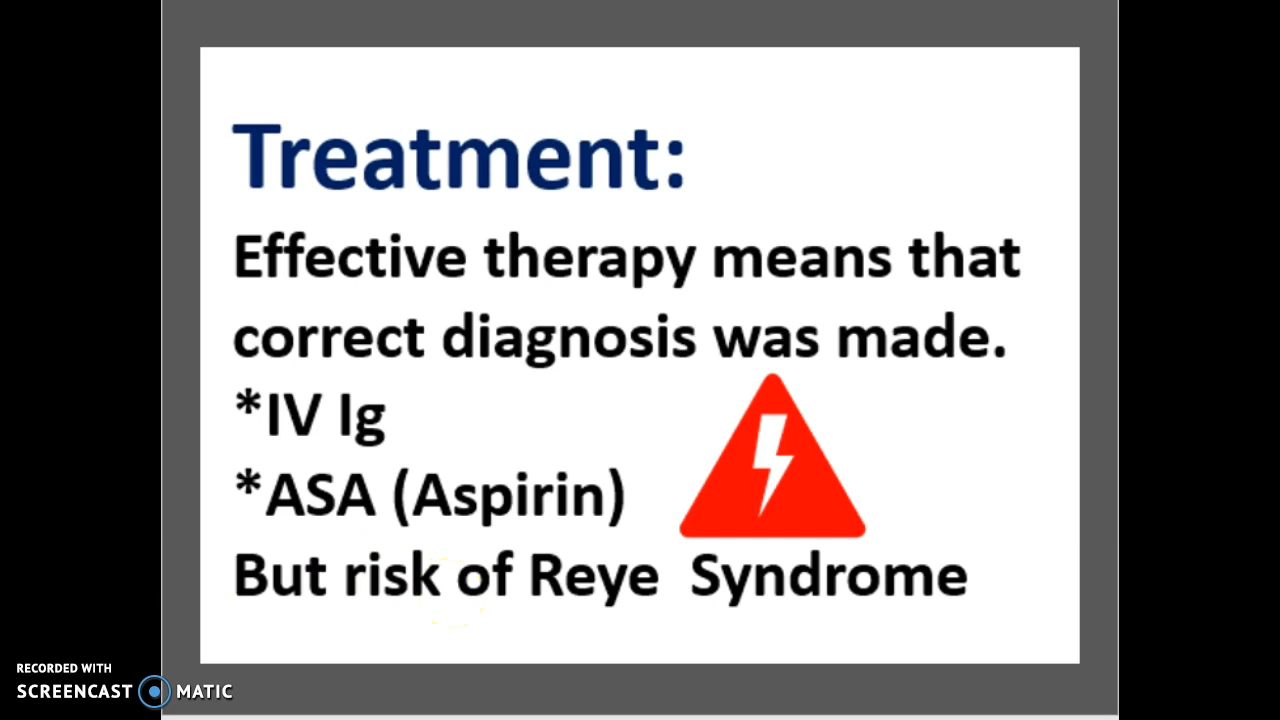 Treatment:
Effective therapy means that
correct diagnosis was made.
*IV Ig
*ASA (Aspirin)
But risk of Reye  Syndrome
RECORDED WITH
SCREENCAST MATIC